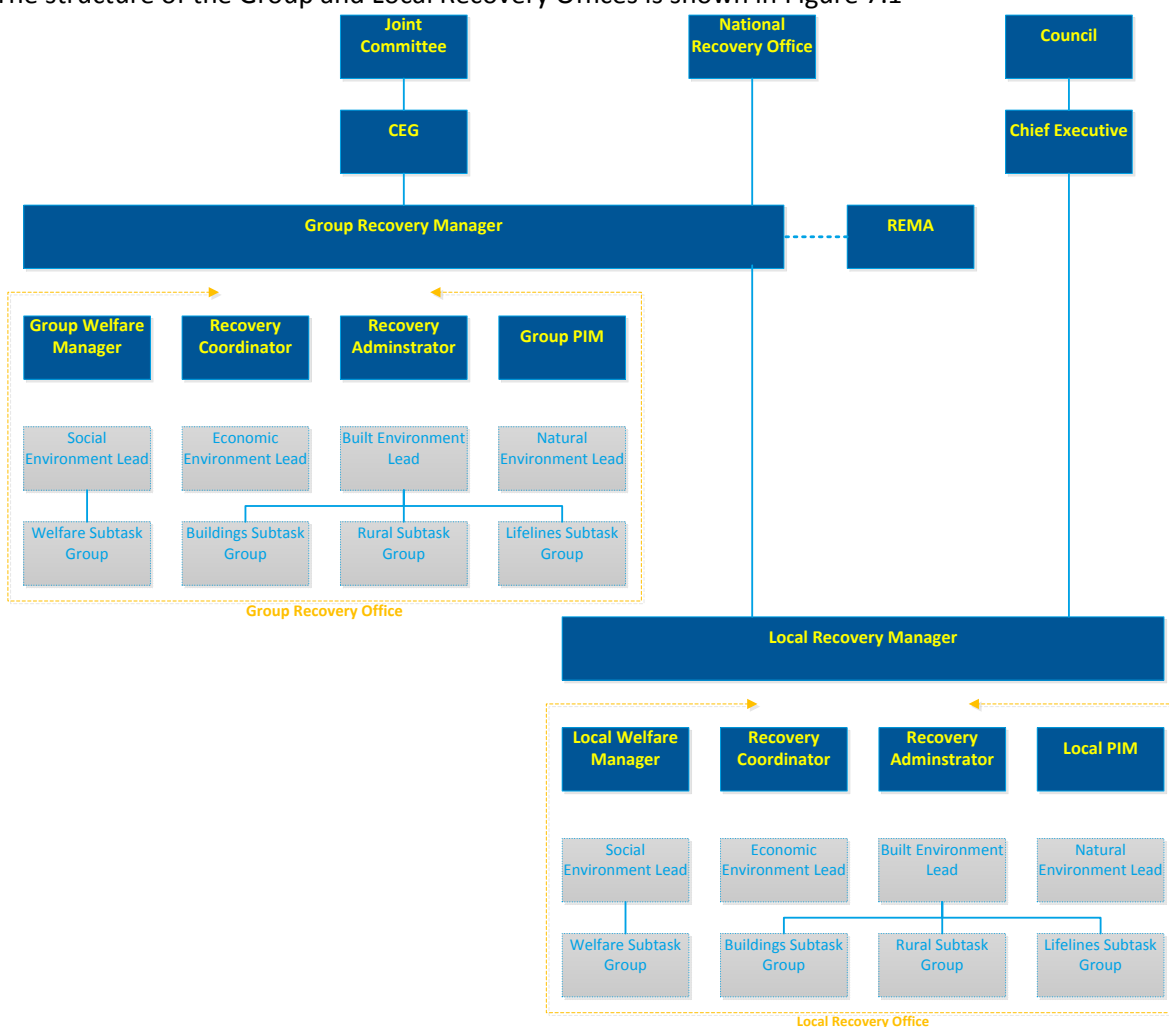 The structure of the Group and Local Recovery Offices is shown in Figure 7.1
Joint
Committee
National
Recovery Office
Council
CEG
Chief Executive
Group Recovery Manager
REMA
Group Welfare
Manager
Recovery
Coordinator
Recovery
Adminstrator
Group PIM
Social
Environment Lead
Economic
Environment Lead
Built Environment
Lead
Natural
Environment Lead
Welfare Subtask
Group
Buildings Subtask
Group
Rural Subtask
Group
Lifelines Subtask
Group
Group Recovery Office
Local Recovery Manager
Local Welfare
Manager
Recovery
Coordinator
Recovery
Adminstrator
Local PIM
Social
Environment Lead
Economic
Environment Lead
Built Environment
Lead
Natural
Environment Lead
Welfare Subtask
Group
Buildings Subtask
Group
Rural Subtask
Group
Lifelines Subtask
Group
Local Recovery Office